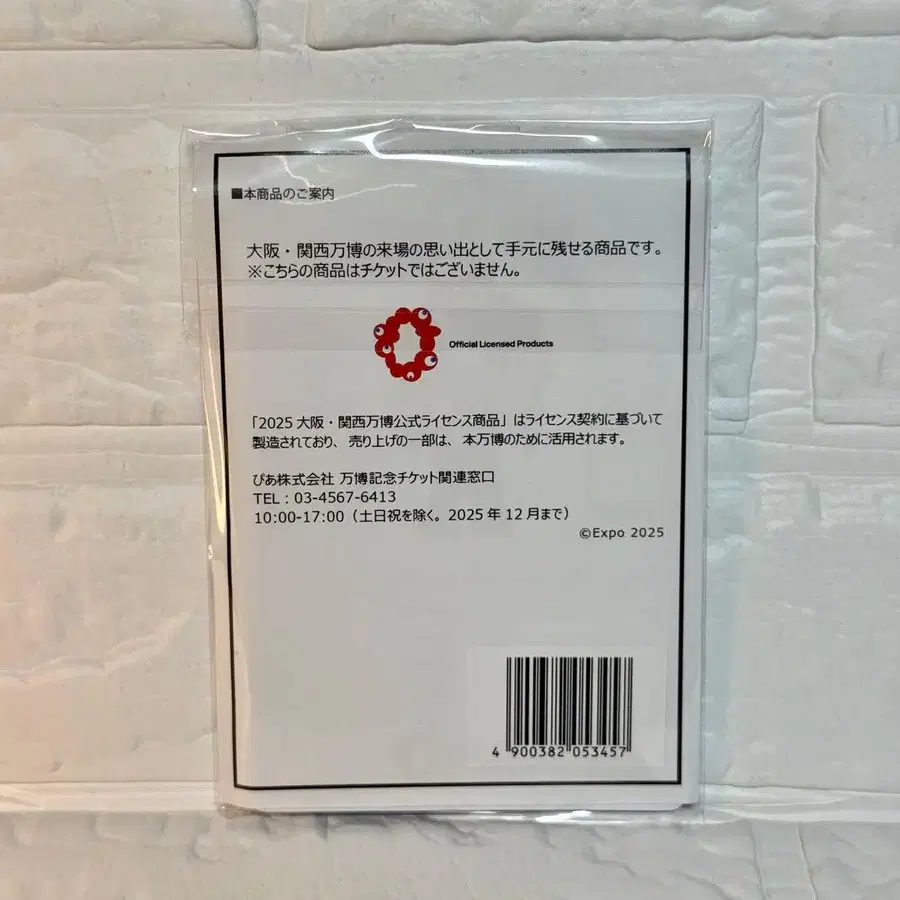 ■本商品のご案内
大阪・関西万博の来場の思い出として手元に残せる商品です。
※こちらの商品はチケットではございません。
Official Licensed Products
「2025 大阪・関西万博公式ライセンス商品」はライセンス契約に基づいて
製造されており、売り上げの一部は、本万博のために活用されます。
ぴあ株式会社 万博記念チケット関連窓口
TEL：03-4567-6413
10:00-17:00（土日祝を除く。2025 年 12 月まで）
©Expo 2025
4 900382 053457